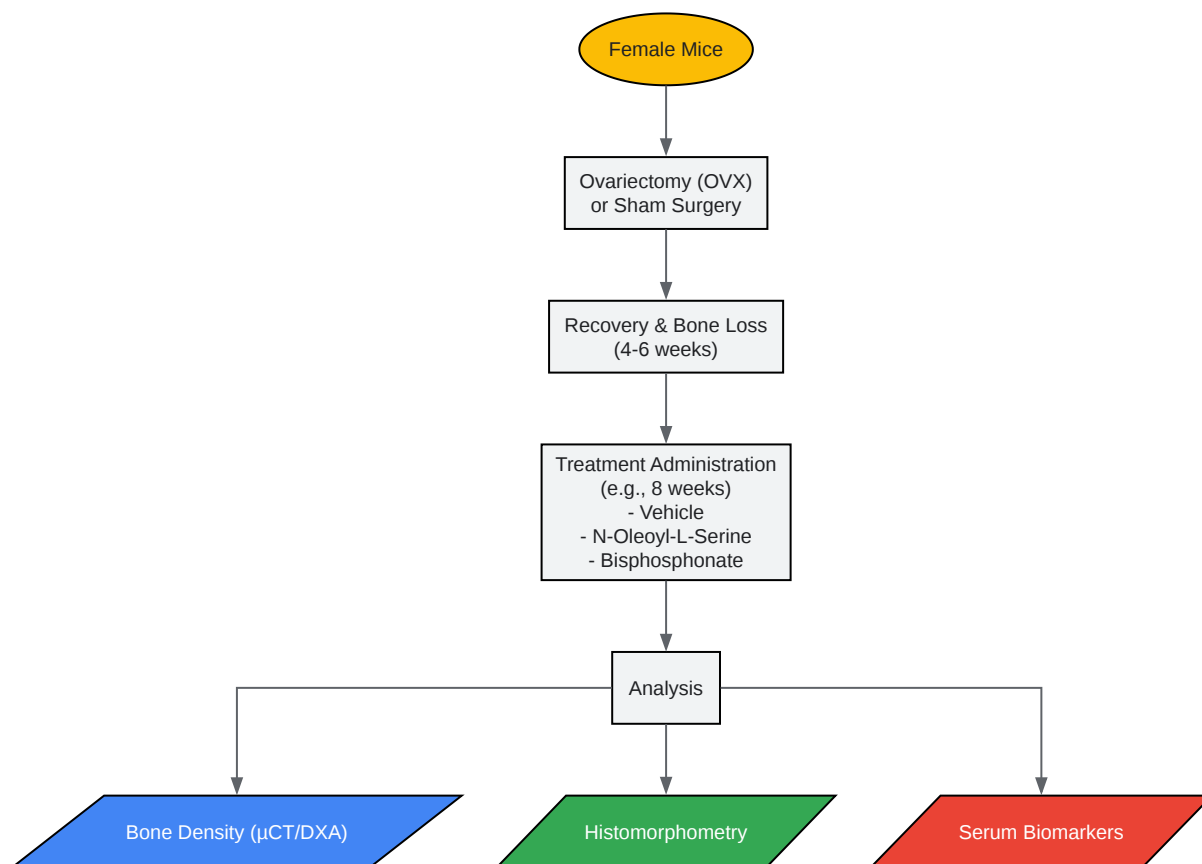 Female Mice
Ovariectomy (OVX)
or Sham Surgery
Recovery & Bone Loss
(4-6 weeks)
Treatment Administration
(e.g., 8 weeks)
- Vehicle
- N-Oleoyl-L-Serine
- Bisphosphonate
Analysis
Bone Density (µCT/DXA)
Histomorphometry
Serum Biomarkers